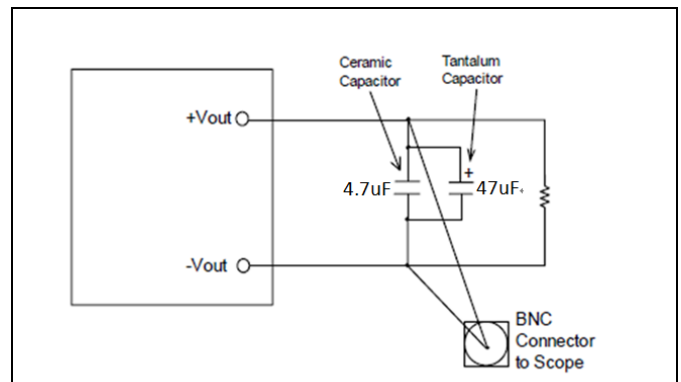 Ceramic
Capacitor
Tantalum
Capacitor
+Vout
+
4.7uF
47uF
-Vout
BNC
Connector
to Scope